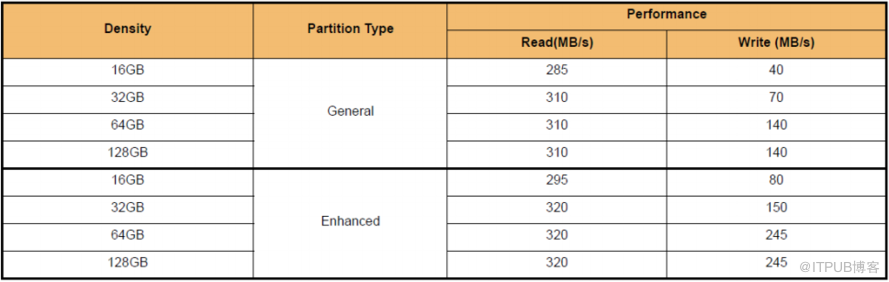 Density Partition Type Performance
Read(MB/s) Write (MB/s)
16GB General 285 40
32GB 310 70
64GB 310 140
128GB 310 140
16GB Enhanced 295 80
32GB 320 150
64GB 320 245
128GB 320 245
@ITPUB博客